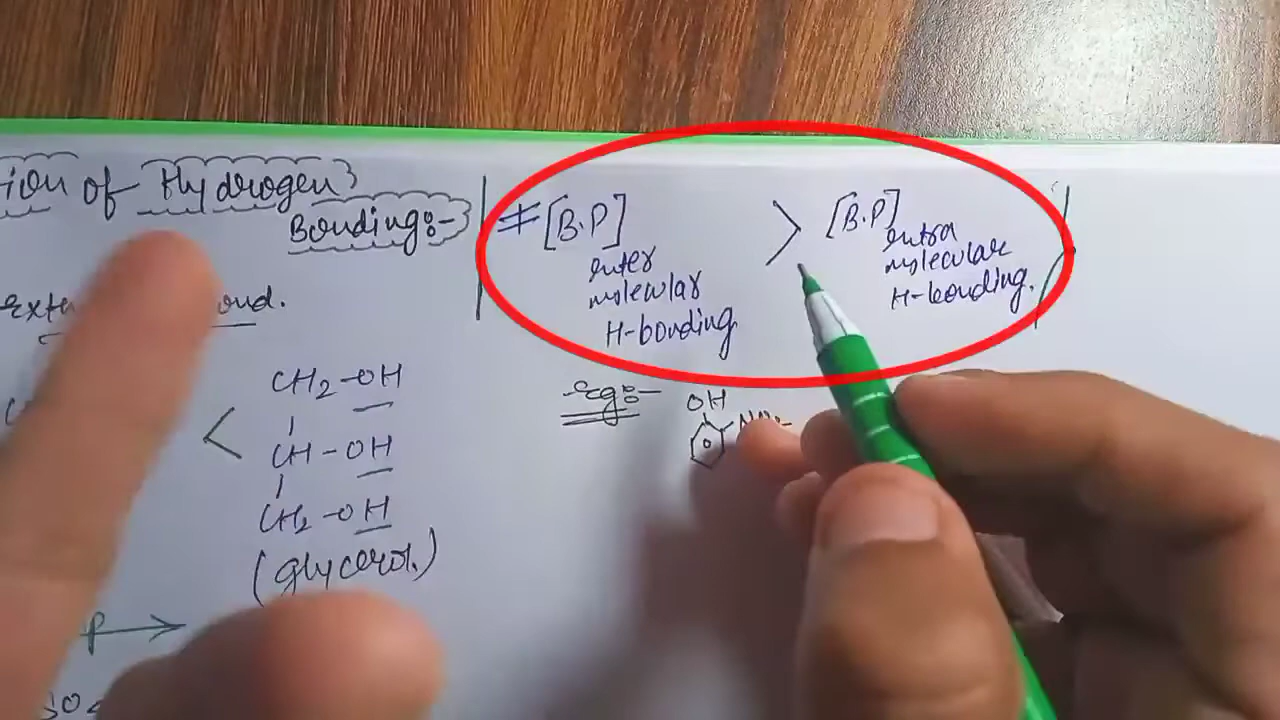 ion of Hydrogen
Bonding:-
ond.
CH2-OH
<
CH-OH
CH2-OH
(glycerol.)
P →
≠ [B.P] > [B.P]
inter
molecular
H-bonding
intra
molecular
H-bonding.
eg:-
OH